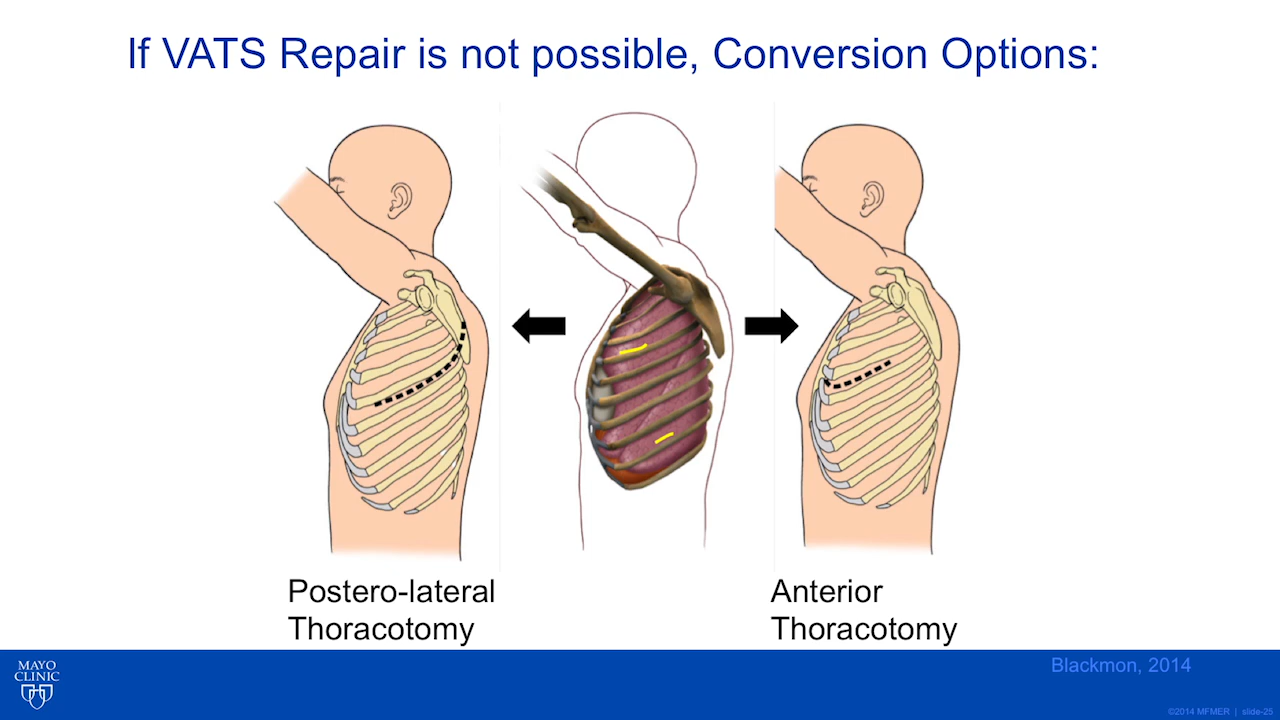 If VATS Repair is not possible, Conversion Options:
Postero-lateral
Thoracotomy
Anterior
Thoracotomy
MAYO
CLINIC
Blackmon, 2014
©2014 MFMER | slide-25